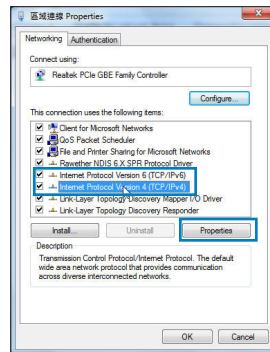 區域連線 Properties
Networking
Authentication
Connect using:
Realtek PCIe GBE Family Controller
Configure...
This connection uses the following items:
Client for Microsoft Networks
QoS Packet Scheduler
File and Printer Sharing for Microsoft Networks
Rawether NDIS 6.X SPR Protocol Driver
Internet Protocol Version 6 (TCP/IPv6)
Internet Protocol Version 4 (TCP/IPv4)
Link-Layer Topology Discovery Mapper I/O Driver
Link-Layer Topology Discovery Responder
Install...
Uninstall
Properties
Description
Transmission Control Protocol/Internet Protocol. The default
wide area network protocol that provides communication
across diverse interconnected networks.
OK
Cancel